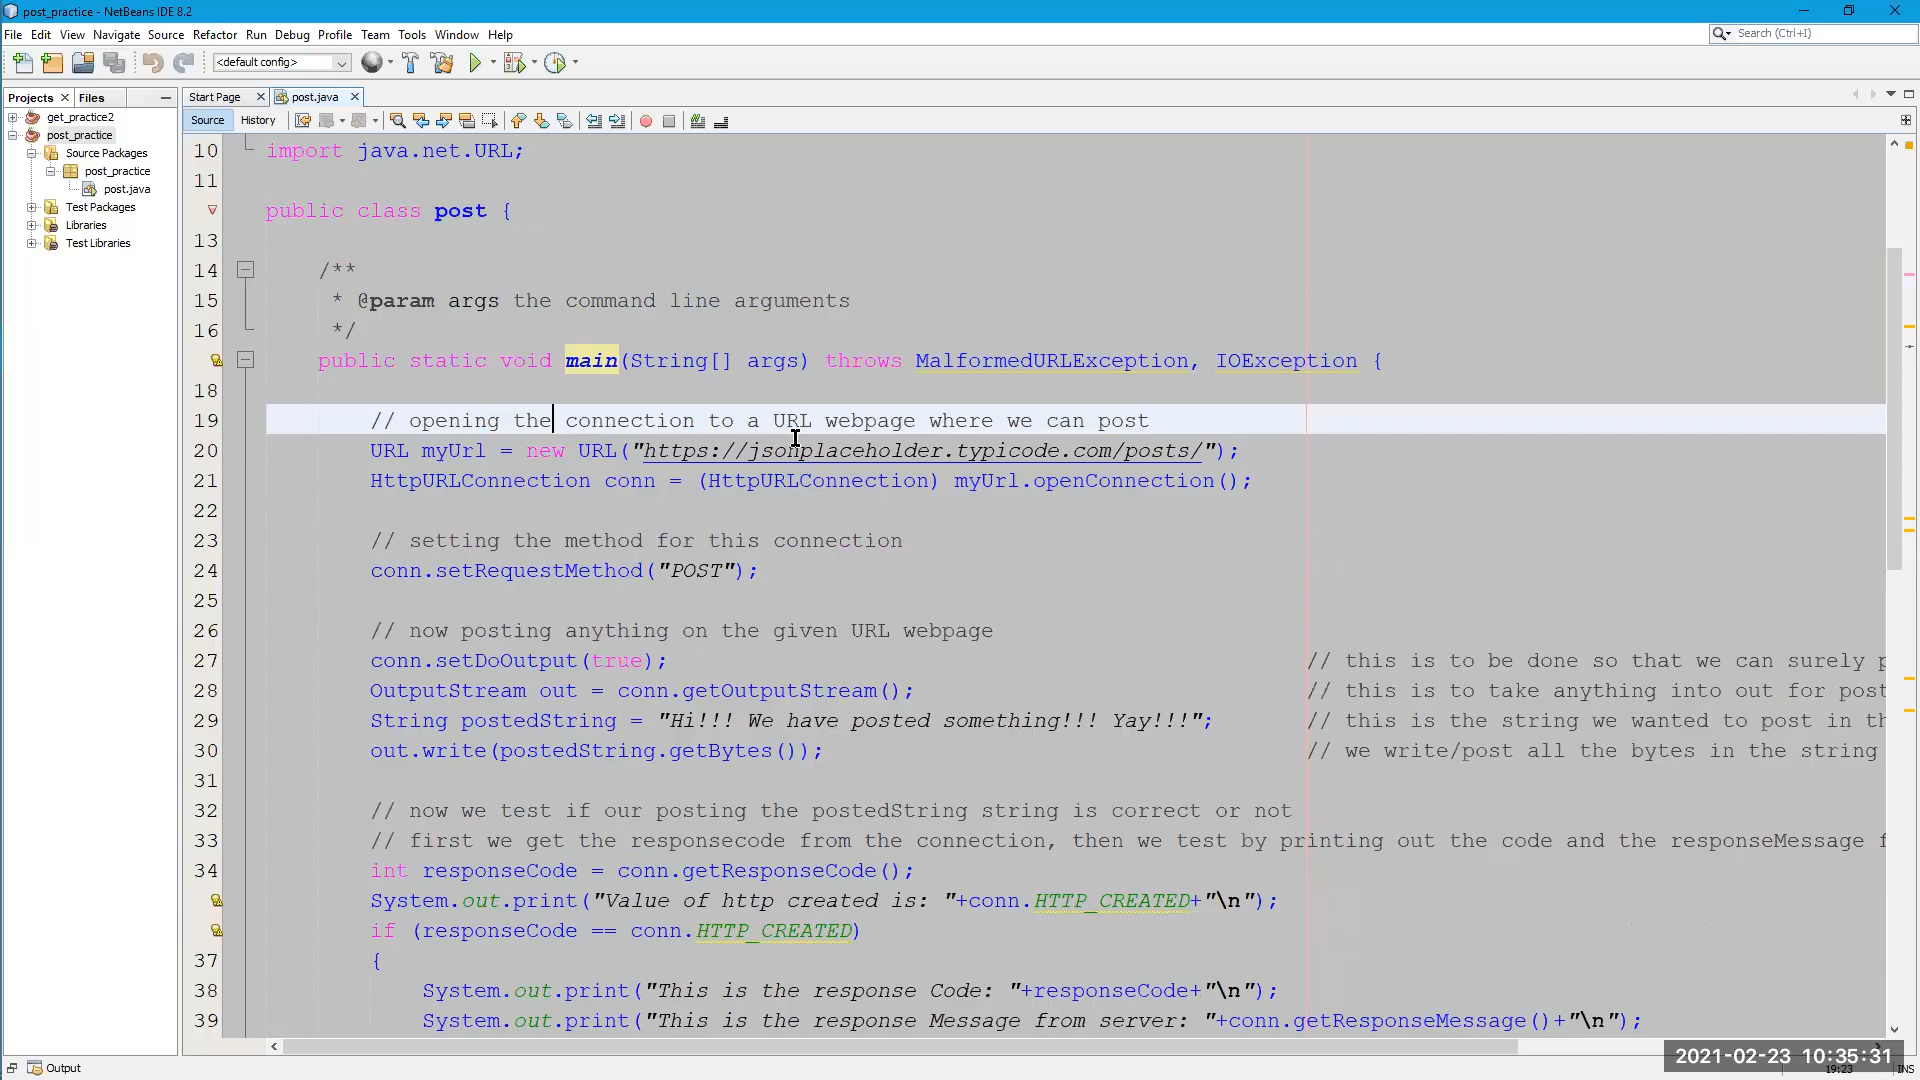 post_practice - NetBeans IDE 8.2
File Edit View Navigate Source Refactor Run Debug Profile Team Tools Window Help
Search (Ctrl+I)
<default config>
Projects Files
Start Page post.java
get_practice2
post_practice
Source Packages
post_practice
post.java
Test Packages
Libraries
Test Libraries
Source History
10 import java.net.URL;
11
public class post {
13
14 /**
15 * @param args the command line arguments
16 */
public static void main(String[] args) throws MalformedURLException, IOException {
18
19 // opening the connection to a URL webpage where we can post
20 URL myUrl = new URL("https://jsonplaceholder.typicode.com/posts/");
21 HttpURLConnection conn = (HttpURLConnection) myUrl.openConnection();
22
23 // setting the method for this connection
24 conn.setRequestMethod("POST");
25
26 // now posting anything on the given URL webpage
27 conn.setDoOutput(true); // this is to be done so that we can surely p
28 OutputStream out = conn.getOutputStream(); // this is to take anything into out for post
29 String postedString = "Hi!!! We have posted something!!! Yay!!!"; // this is the string we wanted to post in th
30 out.write(postedString.getBytes()); // we write/post all the bytes in the string
31
32 // now we test if our posting the postedString string is correct or not
33 // first we get the responsecode from the connection, then we test by printing out the code and the responseMessage f
34 int responseCode = conn.getResponseCode();
System.out.print("Value of http created is: "+conn.HTTP_CREATED+"\n");
if (responseCode == conn.HTTP_CREATED)
37 {
38 System.out.print("This is the response Code: "+responseCode+"\n");
39 System.out.print("This is the response Message from server: "+conn.getResponseMessage()+"\n");
Output
2021-02-23 10:35:31
19:23 INS